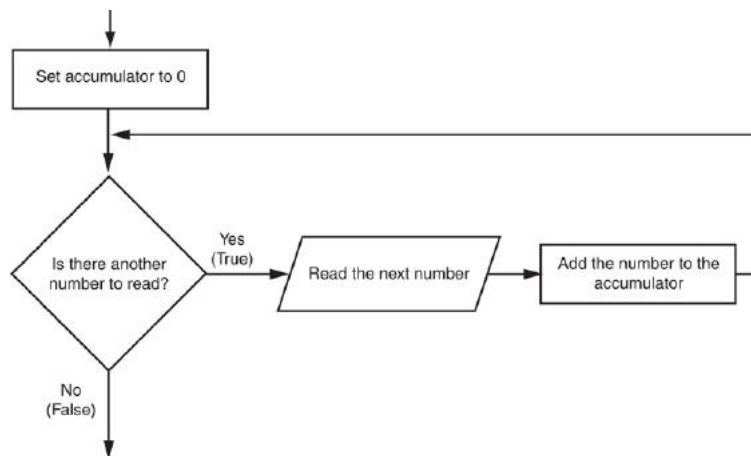 Set accumulator to 0
Yes
(True)
Is there another
number to read?
Read the next number
Add the number to the
accumulator
No
(False)